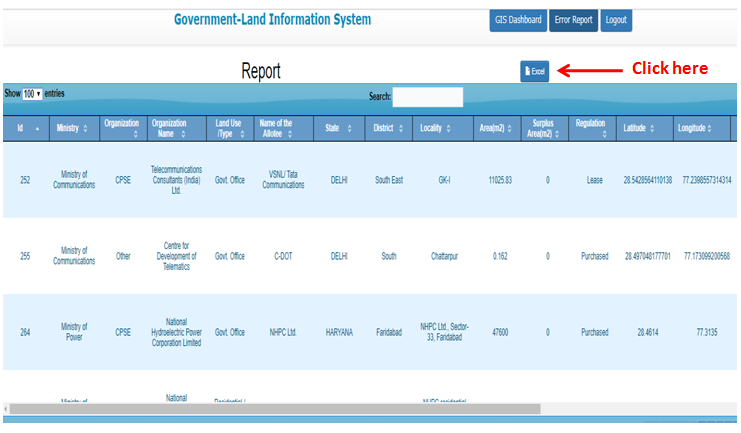 Government-Land Information System
GIS Dashboard Error Report Logout
Report
Excel
Click here
Show 100 entries
Search:
Id Ministry Organization Organization Name Land Use /Type Name of the Allotee State District Locality Area(m2) Surplus Area(m2) Regulation Latitude Longitude
252 Ministry of Communications CPSE Telecommunications Consultants (India) Ltd. Govt. Office VSNL/ Tata Communications DELHI South East GK-I 11025.83 0 Lease 28.5428564110138 77.2398557314314
255 Ministry of Communications Other Centre for Development of Telematics Govt. Office C-DOT DELHI South Chattarpur 0.162 0 Purchased 28.497048177701 77.173099200568
264 Ministry of Power CPSE National Hydroelectric Power Corporation Limited Govt. Office NHPC Ltd. HARYANA Faridabad NHPC Ltd., Sector-33, Faridabad 47600 0 Purchased 28.4614 77.3135
Ministry of National Residential / NHPC residential